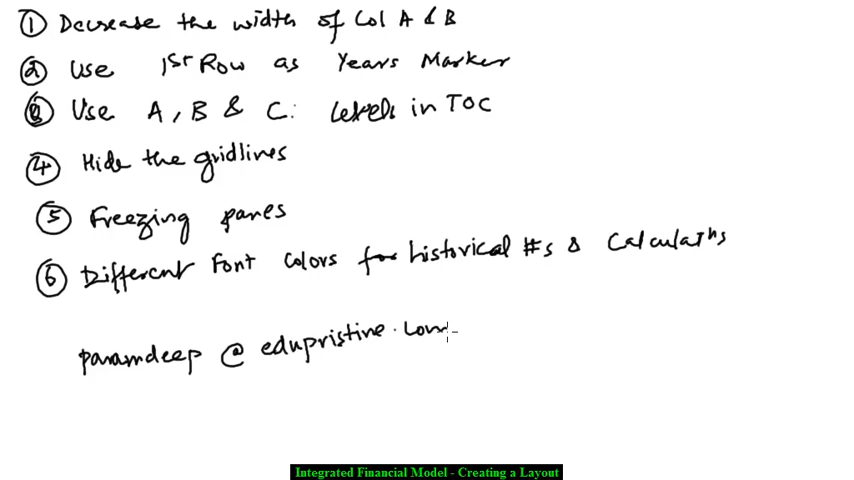 ① Decrease the width of Col A & B
② Use 1st Row as Years Marker
③ Use A, B & C: Levels in TOC
④ Hide the gridlines
⑤ Freezing panes
⑥ Different Font Colors for historical #s & Calculatns
paramdeep @ edupristine.com
Integrated Financial Model - Creating a Layout